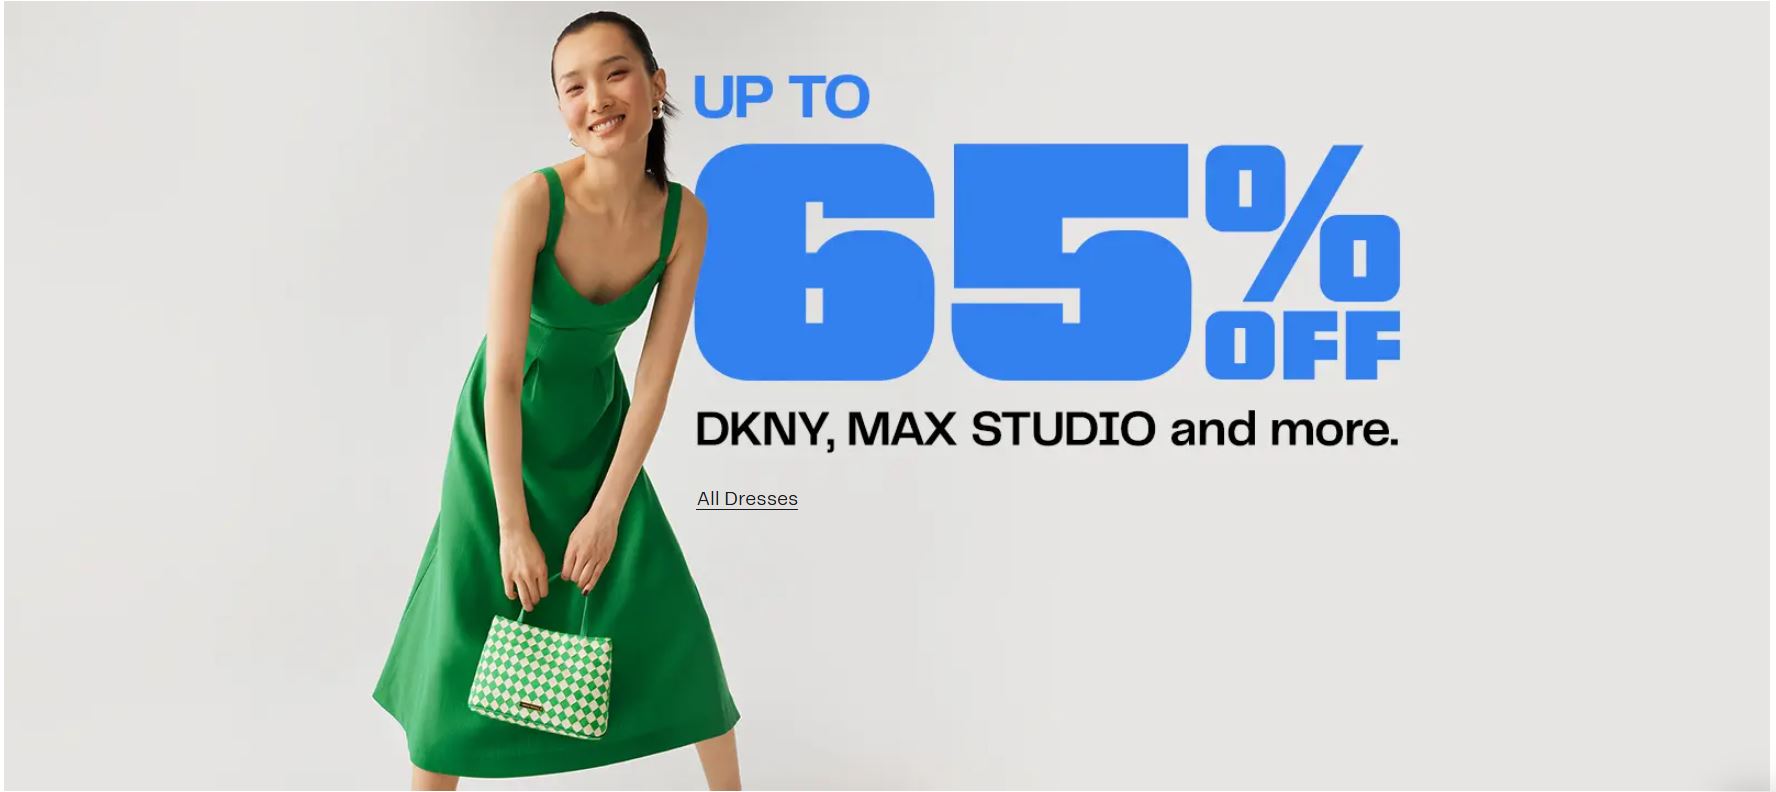 UP TO
65%
OFF
DKNY, MAX STUDIO and more.
All Dresses